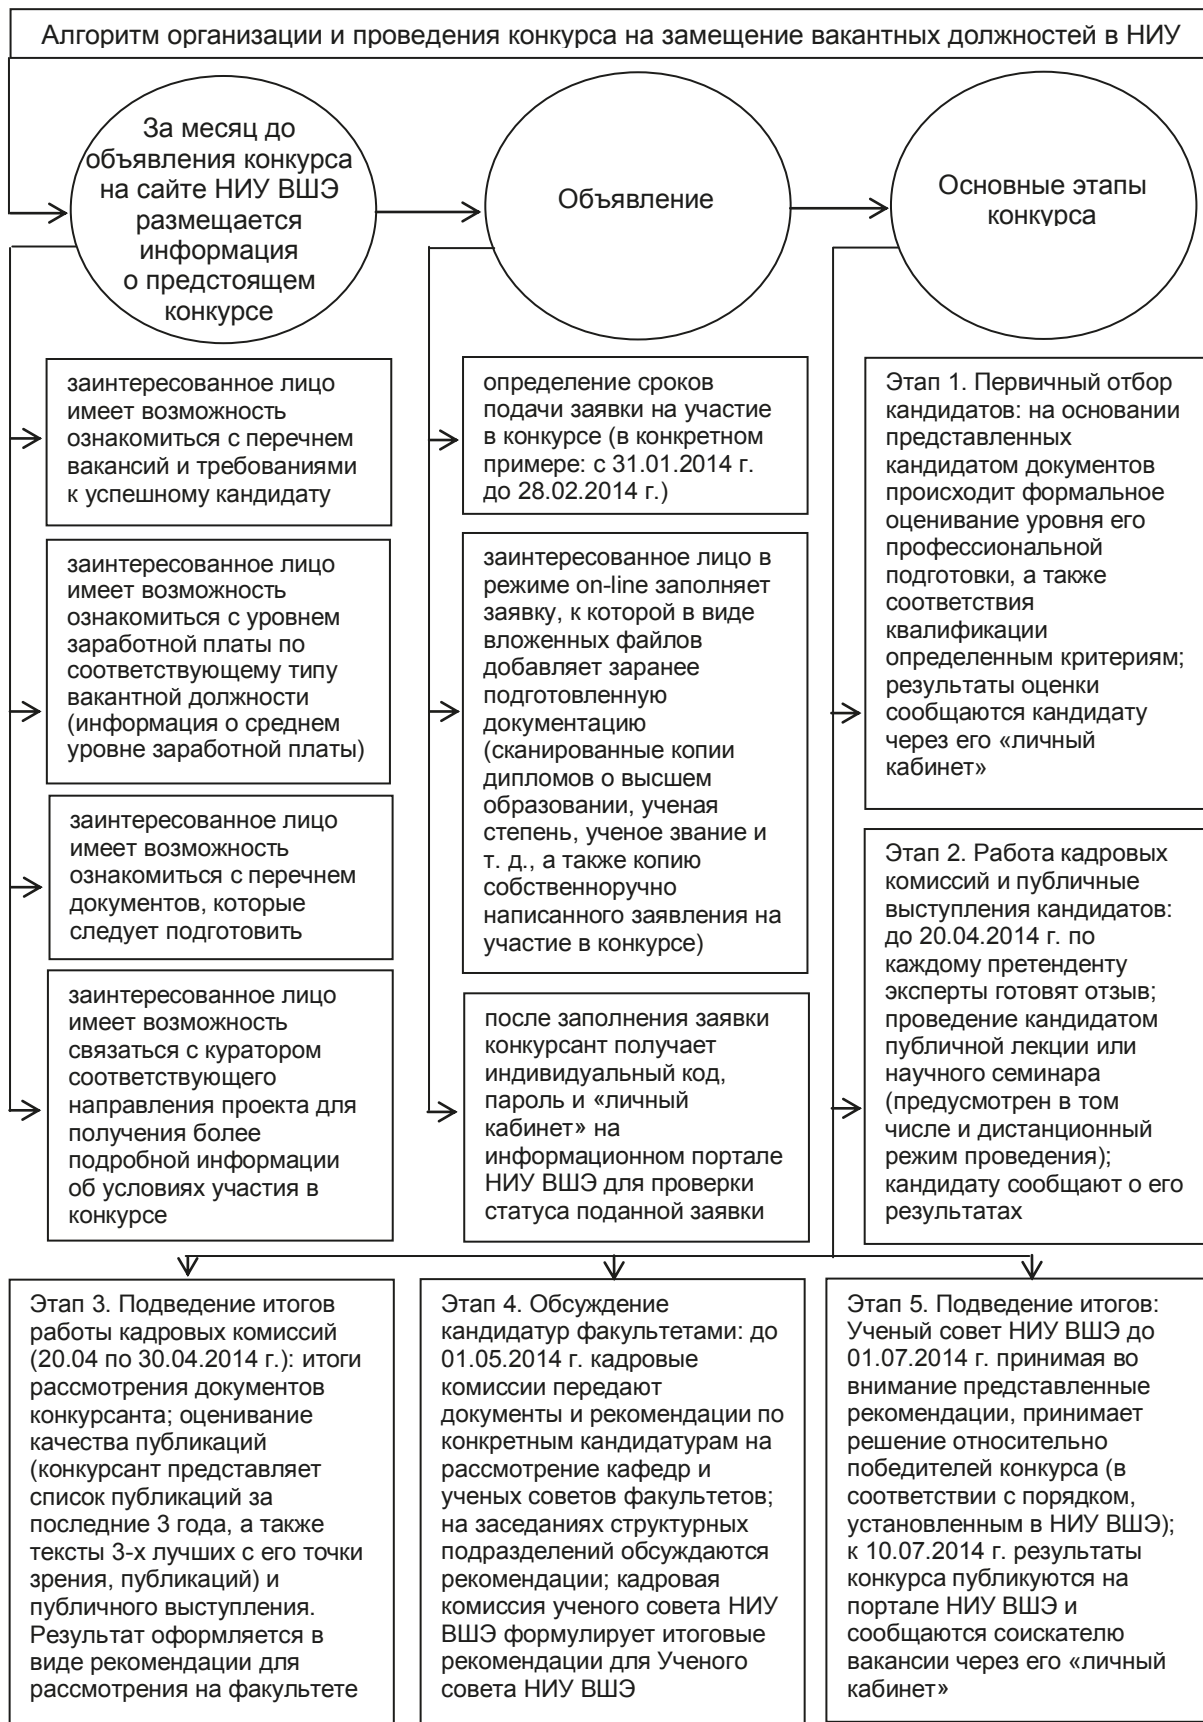 Алгоритм организации и проведения конкурса на замещение вакантных должностей в НИУ
За месяц до
объявления конкурса
на сайте НИУ ВШЭ
размещается
информация
о предстоящем
конкурсе
Объявление
Основные этапы
конкурса
заинтересованное лицо
имеет возможность
ознакомиться с перечнем
вакансий и требованиями
к успешному кандидату
заинтересованное лицо
имеет возможность
ознакомиться с уровнем
заработной платы по
соответствующему типу
вакантной должности
(информация о среднем
уровне заработной платы)
заинтересованное лицо
имеет возможность
ознакомиться с перечнем
документов, которые
следует подготовить
заинтересованное лицо
имеет возможность
связаться с куратором
соответствующего
направления проекта для
получения более
подробной информации
об условиях участия в
конкурсе
определение сроков
подачи заявки на участие
в конкурсе (в конкретном
примере: с 31.01.2014 г.
до 28.02.2014 г.)
заинтересованное лицо в
режиме on-line заполняет
заявку, к которой в виде
вложенных файлов
добавляет заранее
подготовленную
документацию
(сканированные копии
дипломов о высшем
образовании, ученая
степень, ученое звание и
т. д., а также копию
собственноручно
написанного заявления на
участие в конкурсе)
после заполнения заявки
конкурсант получает
индивидуальный код,
пароль и «личный
кабинет» на
информационном портале
НИУ ВШЭ для проверки
статуса поданной заявки
Этап 1. Первичный отбор
кандидатов: на основании
представленных
кандидатом документов
происходит формальное
оценивание уровня его
профессиональной
подготовки, а также
соответствия
квалификации
определенным критериям;
результаты оценки
сообщаются кандидату
через его «личный
кабинет»
Этап 2. Работа кадровых
комиссий и публичные
выступления кандидатов:
до 20.04.2014 г. по
каждому претенденту
эксперты готовят отзыв;
проведение кандидатом
публичной лекции или
научного семинара
(предусмотрен в том
числе и дистанционный
режим проведения);
кандидату сообщают о его
результатах
Этап 3. Подведение итогов
работы кадровых комиссий
(20.04 по 30.04.2014 г.): итоги
рассмотрения документов
конкурсанта; оценивание
качества публикаций
(конкурсант представляет
список публикаций за
последние 3 года, а также
тексты 3-х лучших с его точки
зрения, публикаций) и
публичного выступления.
Результат оформляется в
виде рекомендации для
рассмотрения на факультете
Этап 4. Обсуждение
кандидатур факультетами: до
01.05.2014 г. кадровые
комиссии передают
документы и рекомендации по
конкретным кандидатурам на
рассмотрение кафедр и
ученых советов факультетов;
на заседаниях структурных
подразделений обсуждаются
рекомендации; кадровая
комиссия ученого совета НИУ
ВШЭ формулирует итоговые
рекомендации для Ученого
совета НИУ ВШЭ
Этап 5. Подведение итогов:
Ученый совет НИУ ВШЭ до
01.07.2014 г. принимая во
внимание представленные
рекомендации, принимает
решение относительно
победителей конкурса (в
соответствии с порядком,
установленным в НИУ ВШЭ);
к 10.07.2014 г. результаты
конкурса публикуются на
портале НИУ ВШЭ и
сообщаются соискателю
вакансии через его «личный
кабинет»